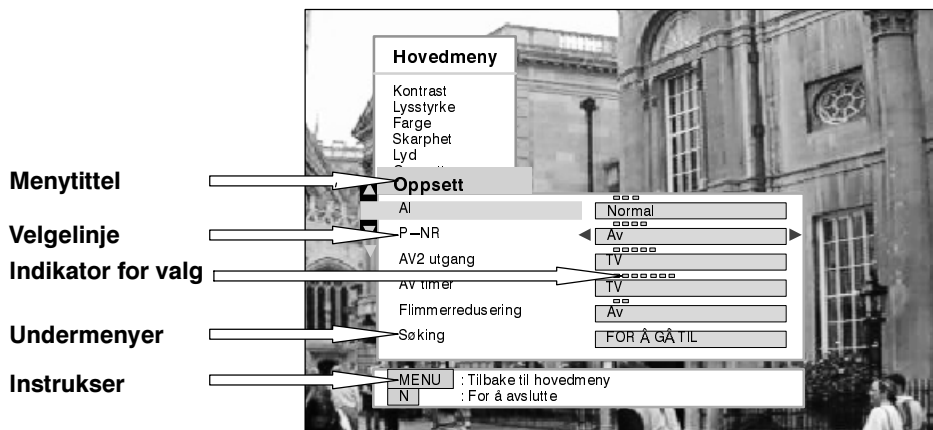 Hovedmeny
Kontrast
Lysstyrke
Farge
Skarphet
Lyd
Menytittel
Oppsett
AI Normal
Velgelinje
P–NR Av
Indikator for valg
AV2 utgang TV
AV timer TV
Flimmerredusering Av
Undermenyer
Søking FOR Å GÅ TIL
Instrukser
MENU : Tilbake til hovedmeny
N : For å avslutte